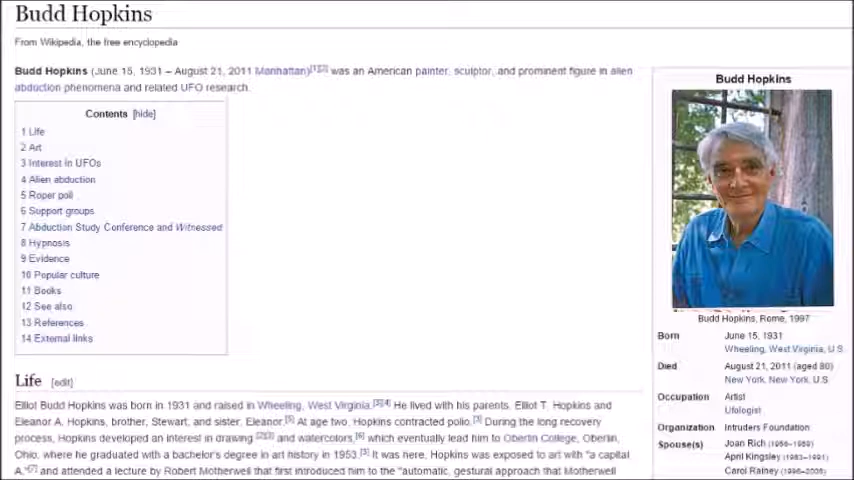 Budd Hopkins
From Wikipedia, the free encyclopedia
Budd Hopkins (June 15, 1931 – August 21, 2011 Manhattan)[1][2] was an American painter, sculptor, and prominent figure in alien
abduction phenomena and related UFO research.
Contents [hide]
1 Life
2 Art
3 Interest in UFOs
4 Alien abduction
5 Roper poll
6 Support groups
7 Abduction Study Conference and Witnessed
8 Hypnosis
9 Evidence
10 Popular culture
11 Books
12 See also
13 References
14 External links
Life [edit]
Elliot Budd Hopkins was born in 1931 and raised in Wheeling, West Virginia.[3][4] He lived with his parents, Elliot T. Hopkins and
Eleanor A. Hopkins, brother, Stewart, and sister, Eleanor.[5] At age two, Hopkins contracted polio.[3] During the long recovery
process, Hopkins developed an interest in drawing [2][3] and watercolors,[6] which eventually lead him to Oberlin College, Oberlin,
Ohio, where he graduated with a bachelor's degree in art history in 1953.[3] It was here, Hopkins was exposed to art with "a capital
A,"[7] and attended a lecture by Robert Motherwell that first introduced him to the "automatic, gestural approach that Motherwell
Budd Hopkins
Budd Hopkins, Rome, 1997
Born June 15, 1931
Wheeling, West Virginia, U.S
Died August 21, 2011 (aged 80)
New York, New York, U.S
Occupation Artist
Ufologist
Organization Intruders Foundation
Spouse(s) Joan Rich
April Kingsley
Carol Rainey